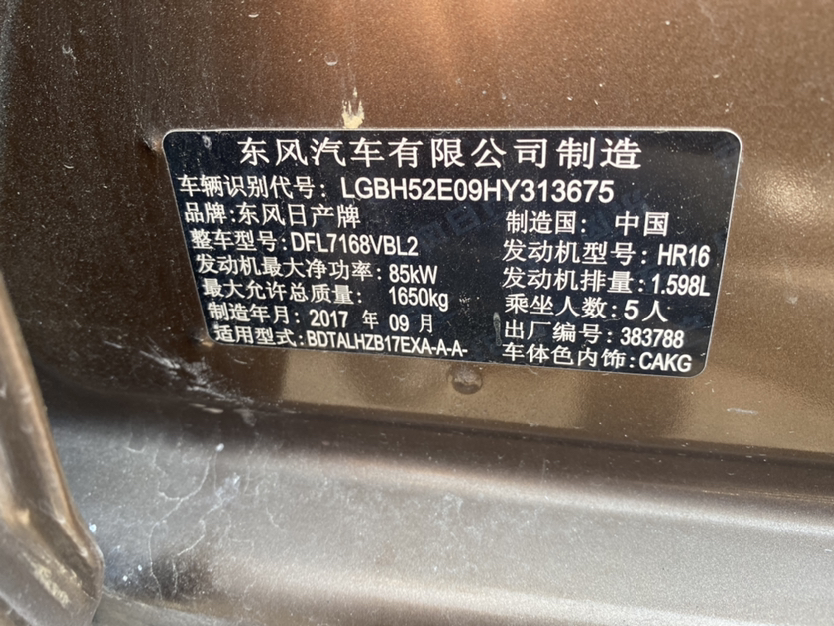 东风汽车有限公司制造
车辆识别代号: LGBH52E09HY313675
品牌:东风日产牌
制造国: 中国
整车型号:DFL7168VBL2
发动机型号: HR16
发动机最大净功率:85kW
发动机排量:1.598L
最大允许总质量: 1650kg
乘坐人数:5人
制造年月: 2017 年 09 月
出厂编号: 383788
适用型式:BDTALHZB17EXA-A-A-
车体色内饰:CAKG